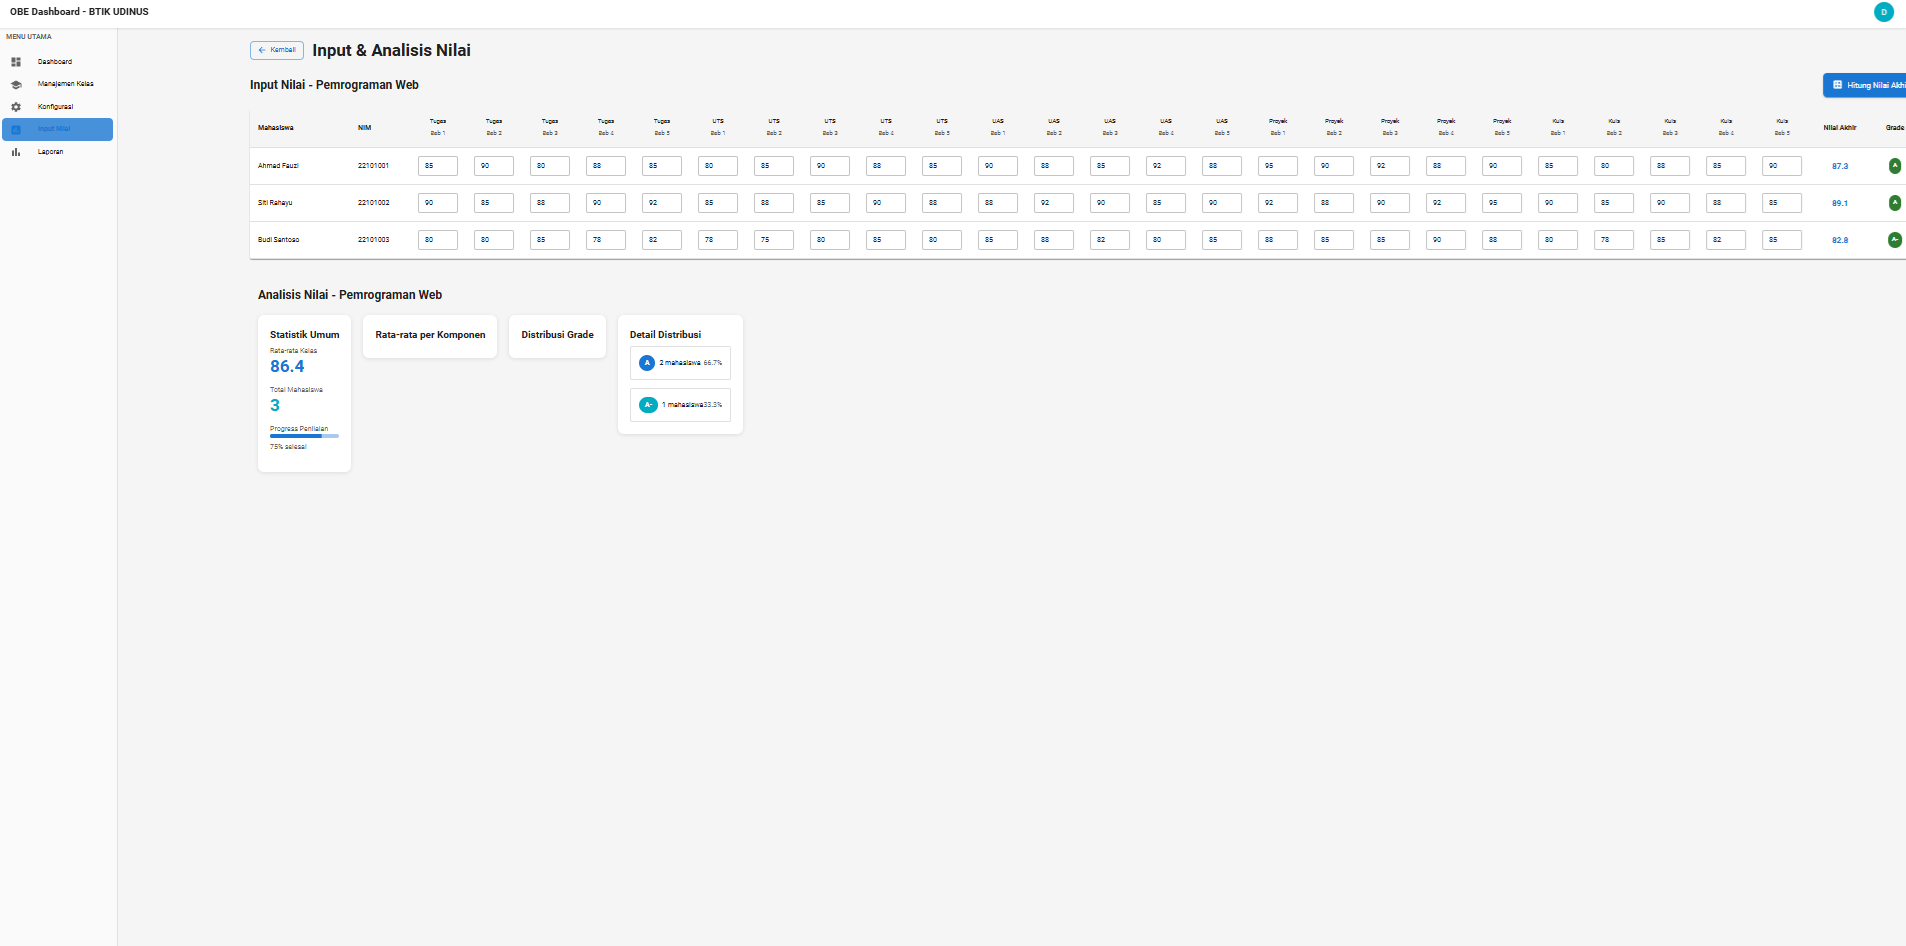 OBE Dashboard - BTIK UDINUS
D
MENU UTAMA
Dashboard
Manajemen Kelas
Konfigurasi
Input Nilai
Laporan
Kembali
Input & Analisis Nilai
Input Nilai - Pemrograman Web
Hitung Nilai Akhi
Mahasiswa NIM Tugas Tugas Tugas Tugas Tugas UTS UTS UTS UTS UTS UAS UAS UAS UAS UAS Proyek Proyek Proyek Proyek Proyek Kuis Kuis Kuis Kuis Kuis Nilai Akhir Grade
Bab 1 Bab 2 Bab 3 Bab 4 Bab 5 Bab 1 Bab 2 Bab 3 Bab 4 Bab 5 Bab 1 Bab 2 Bab 3 Bab 4 Bab 5 Bab 1 Bab 2 Bab 3 Bab 4 Bab 5 Bab 1 Bab 2 Bab 3 Bab 4 Bab 5
Ahmad Fauzi 22101001 85 90 80 88 85 80 85 90 88 85 90 88 85 92 88 95 90 92 88 90 85 80 88 85 90 87.3 A
Siti Rahayu 22101002 90 85 88 90 92 85 88 85 90 88 88 92 90 85 90 92 88 90 92 95 90 85 90 88 85 89.1 A
Budi Santoso 22101003 80 80 85 78 82 78 75 80 85 80 85 88 82 80 85 88 85 85 90 88 80 78 85 82 85 82.8 A-
Analisis Nilai - Pemrograman Web
Statistik Umum
Rata-rata Kelas
86.4
Total Mahasiswa
3
Progress Penilaian
75% selesai
Rata-rata per Komponen
Distribusi Grade
Detail Distribusi
A 2 mahasiswa 66.7%
A- 1 mahasiswa 33.3%